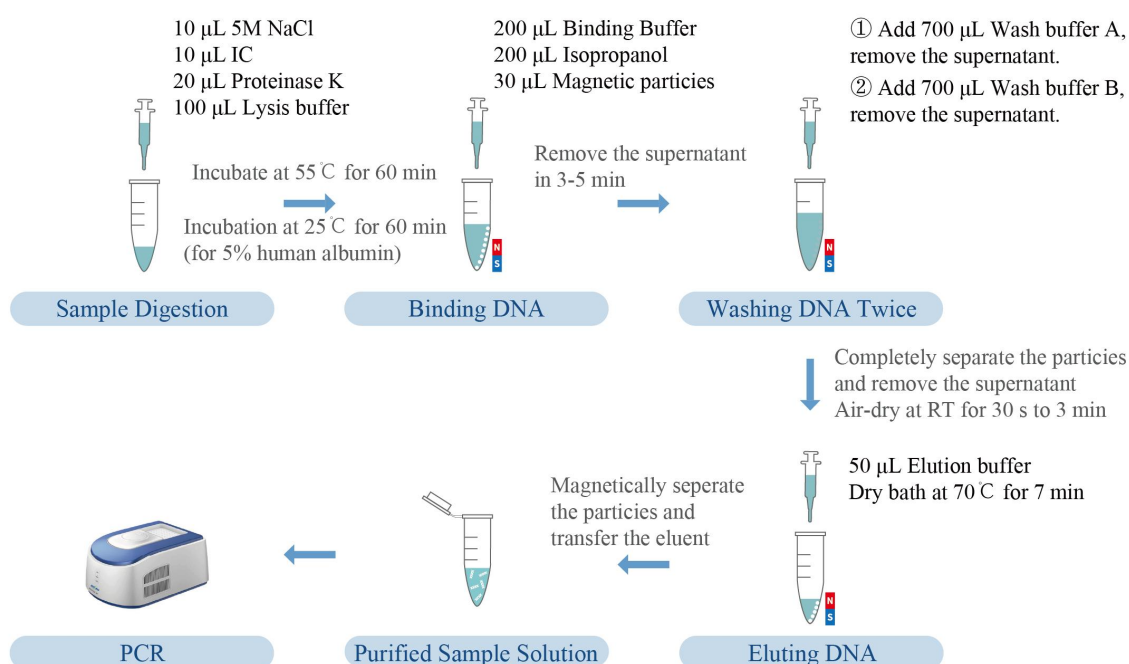 10 μL 5M NaCl
10 μL IC
20 μL Proteinase K
100 μL Lysis buffer
Incubate at 55℃ for 60 min
Incubation at 25℃ for 60 min
(for 5% human albumin)
Sample Digestion
200 μL Binding Buffer
200 μL Isopropanol
30 μL Magnetic particies
Remove the supernatant
in 3-5 min
N
S
Binding DNA
① Add 700 μL Wash buffer A,
remove the supernatant.
② Add 700 μL Wash buffer B,
remove the supernatant.
N
S
Washing DNA Twice
Completely separate the particies
and remove the supernatant
Air-dry at RT for 30 s to 3 min
50 μL Elution buffer
Dry bath at 70℃ for 7 min
N
S
Eluting DNA
Magnetically seperate
the particies and
transfer the eluent
Purified Sample Solution
PCR